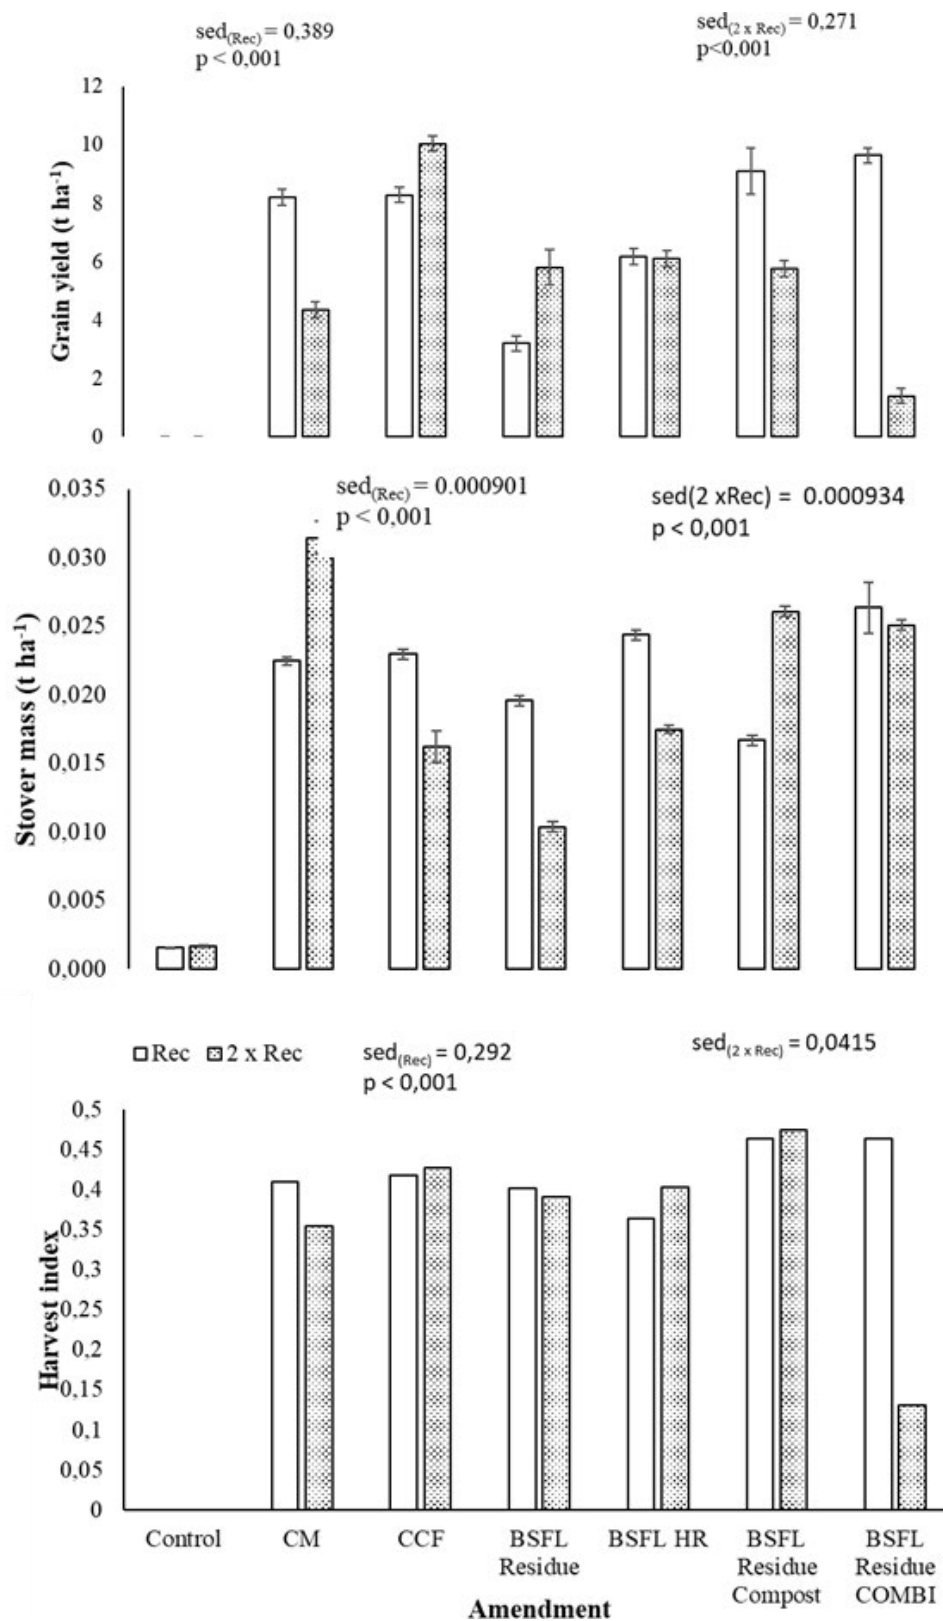 sed(Rec) = 0,389
p < 0,001
sed(2 x Rec) = 0,271
p<0,001
12
10
8
6
4
2
0
Grain yield (t ha-1)
sed(Rec) = 0.000901
p < 0,001
sed(2 xRec) = 0.000934
p < 0,001
0,035
0,030
0,025
0,020
0,015
0,010
0,005
0,000
Stover mass (t ha-1)
Rec 2 x Rec
sed(Rec) = 0,292
p < 0,001
sed(2 x Rec) = 0,0415
0,5
0,45
0,4
0,35
0,3
0,25
0,2
0,15
0,1
0,05
0
Harvest index
Control CM CCF BSFL BSFL HR BSFL BSFL
Residue Residue Residue
Compost COMBI
Amendment